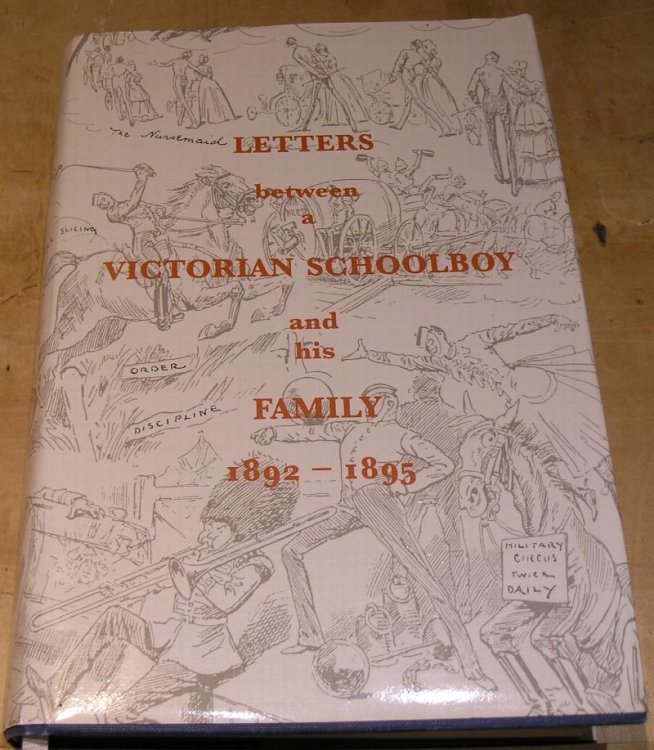 The Nursemaid
LETTERS
between
a
SLICING
VICTORIAN SCHOOLBOY
and
his
ORDER
FAMILY
DISCIPLINE
1892 – 1895
MILITARY
CIRCUS
TWICE
DAILY